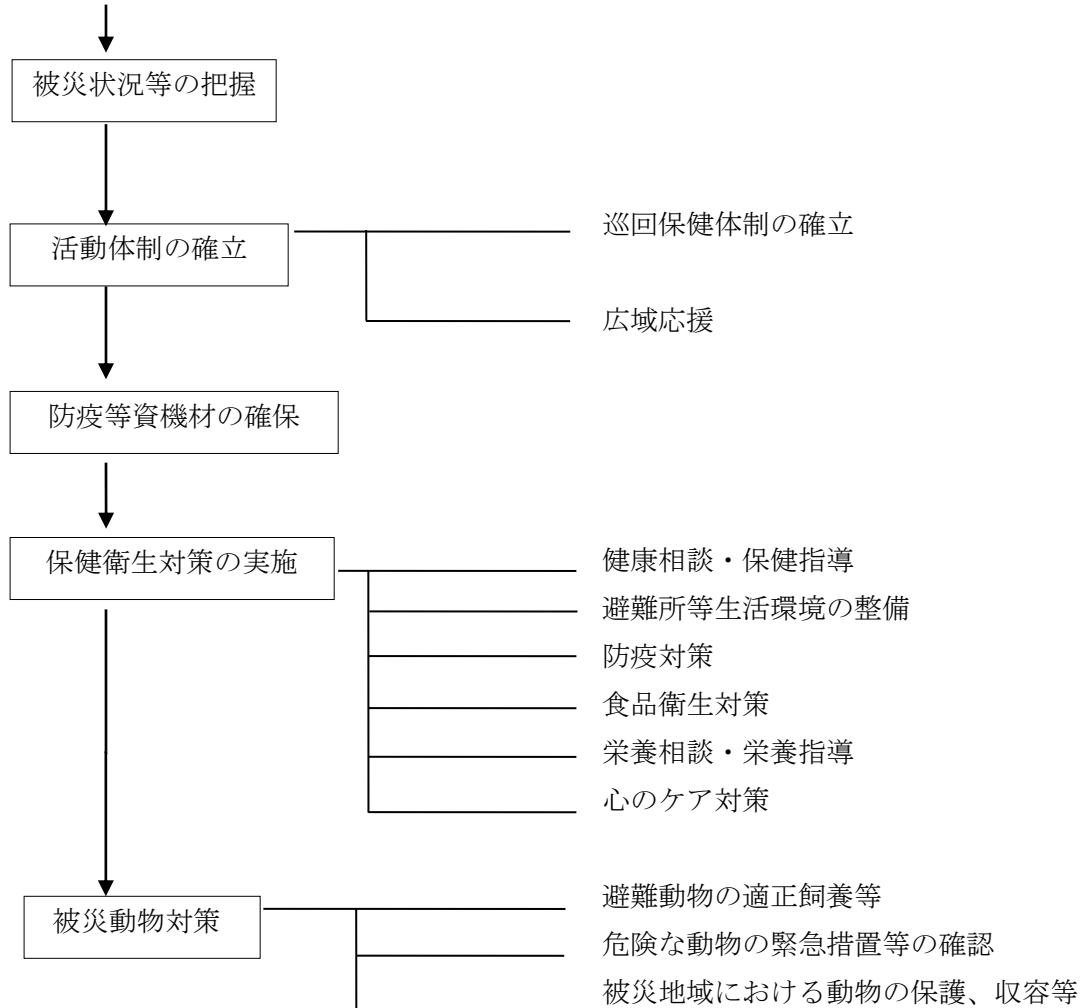 被災状況等の把握
活動体制の確立
巡回保健体制の確立
広域応援
防疫等資機材の確保
保健衛生対策の実施
健康相談・保健指導
避難所等生活環境の整備
防疫対策
食品衛生対策
栄養相談・栄養指導
心のケア対策
被災動物対策
避難動物の適正飼養等
危険な動物の緊急措置等の確認
被災地域における動物の保護、収容等